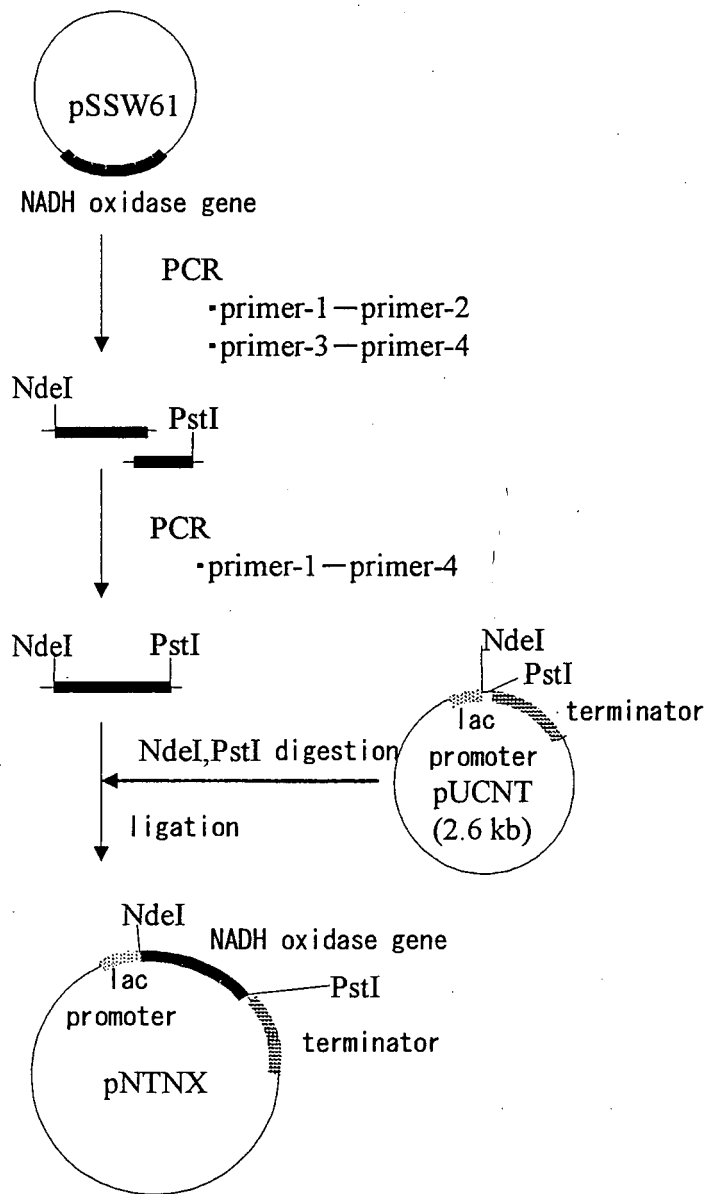 pSSW61
NADH oxidase gene
PCR
▪primer-1—primer-2
▪primer-3—primer-4
NdeI
PstI
PCR
▪primer-1—primer-4
NdeI
PstI
NdeI
PstI
lac
promoter
terminator
pUCNT
(2.6 kb)
NdeI,PstI digestion
ligation
NdeI
NADH oxidase gene
lac
promoter
PstI
terminator
pNTNX